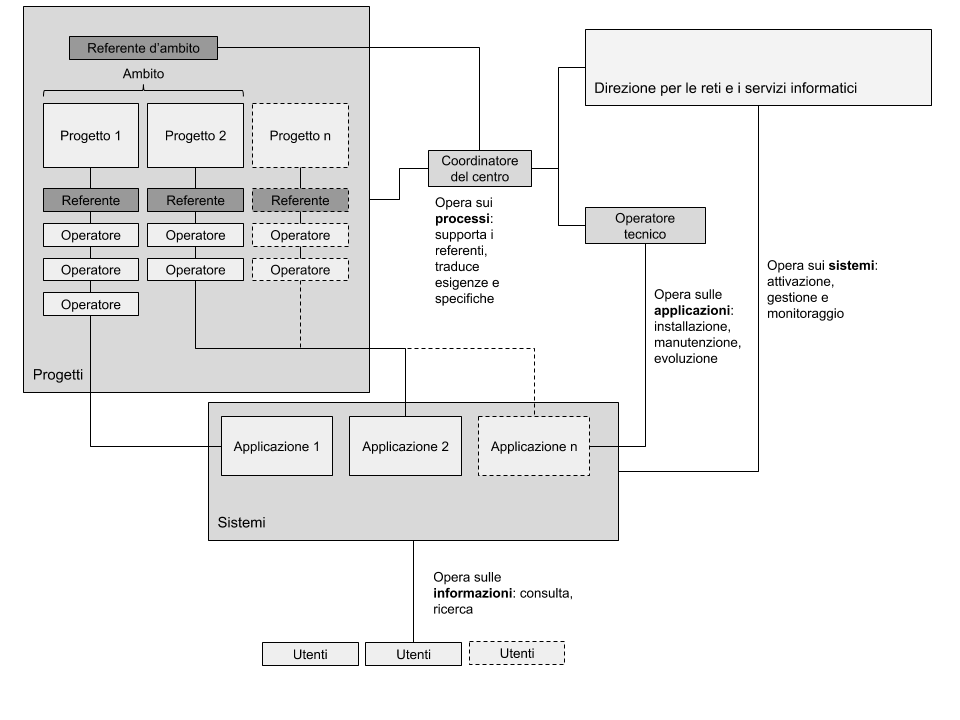 Referente d'ambito
Ambito
Progetto 1
Progetto 2
Progetto n
Referente
Referente
Referente
Operatore
Operatore
Operatore
Operatore
Operatore
Operatore
Operatore
Progetti
Coordinatore
del centro
Opera sui
processi:
supporta i
referenti,
traduce
esigenze e
specifiche
Direzione per le reti e i servizi informatici
Operatore
tecnico
Opera sulle
applicazioni:
installazione,
manutenzione,
evoluzione
Opera sui sistemi:
attivazione,
gestione e
monitoraggio
Applicazione 1
Applicazione 2
Applicazione n
Sistemi
Opera sulle
informazioni: consulta,
ricerca
Utenti
Utenti
Utenti